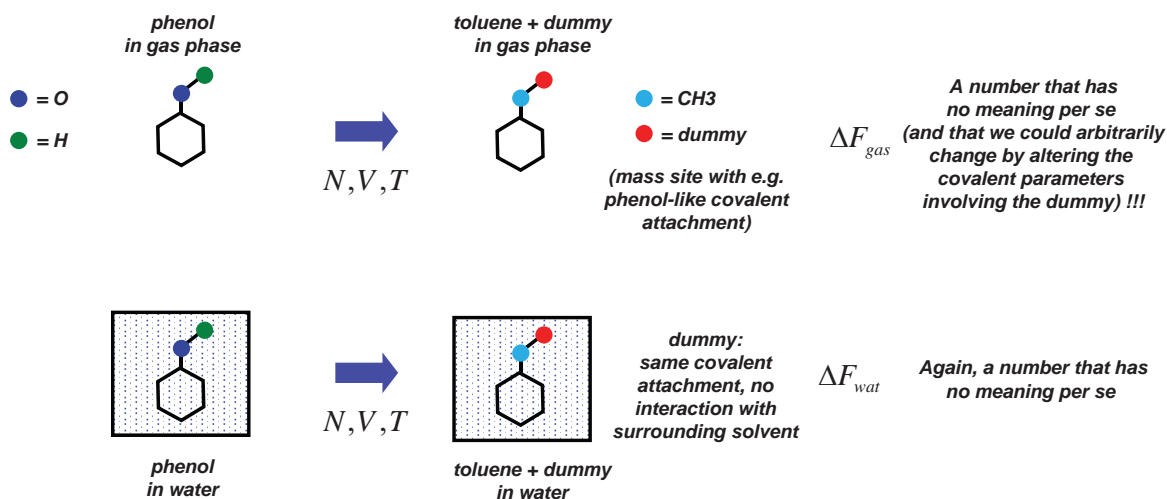 phenol
in gas phase
toluene + dummy
in gas phase
= O
= H
N,V,T
= CH3
= dummy
(mass site with e.g.
phenol-like covalent
attachment)
ΔF_gas
A number that has
no meaning per se
(and that we could arbitrarily
change by altering the
covalent parameters
involving the dummy) !!!
N,V,T
dummy:
same covalent
attachment, no
interaction with
surrounding solvent
ΔF_wat
Again, a number that has
no meaning per se
phenol
in water
toluene + dummy
in water